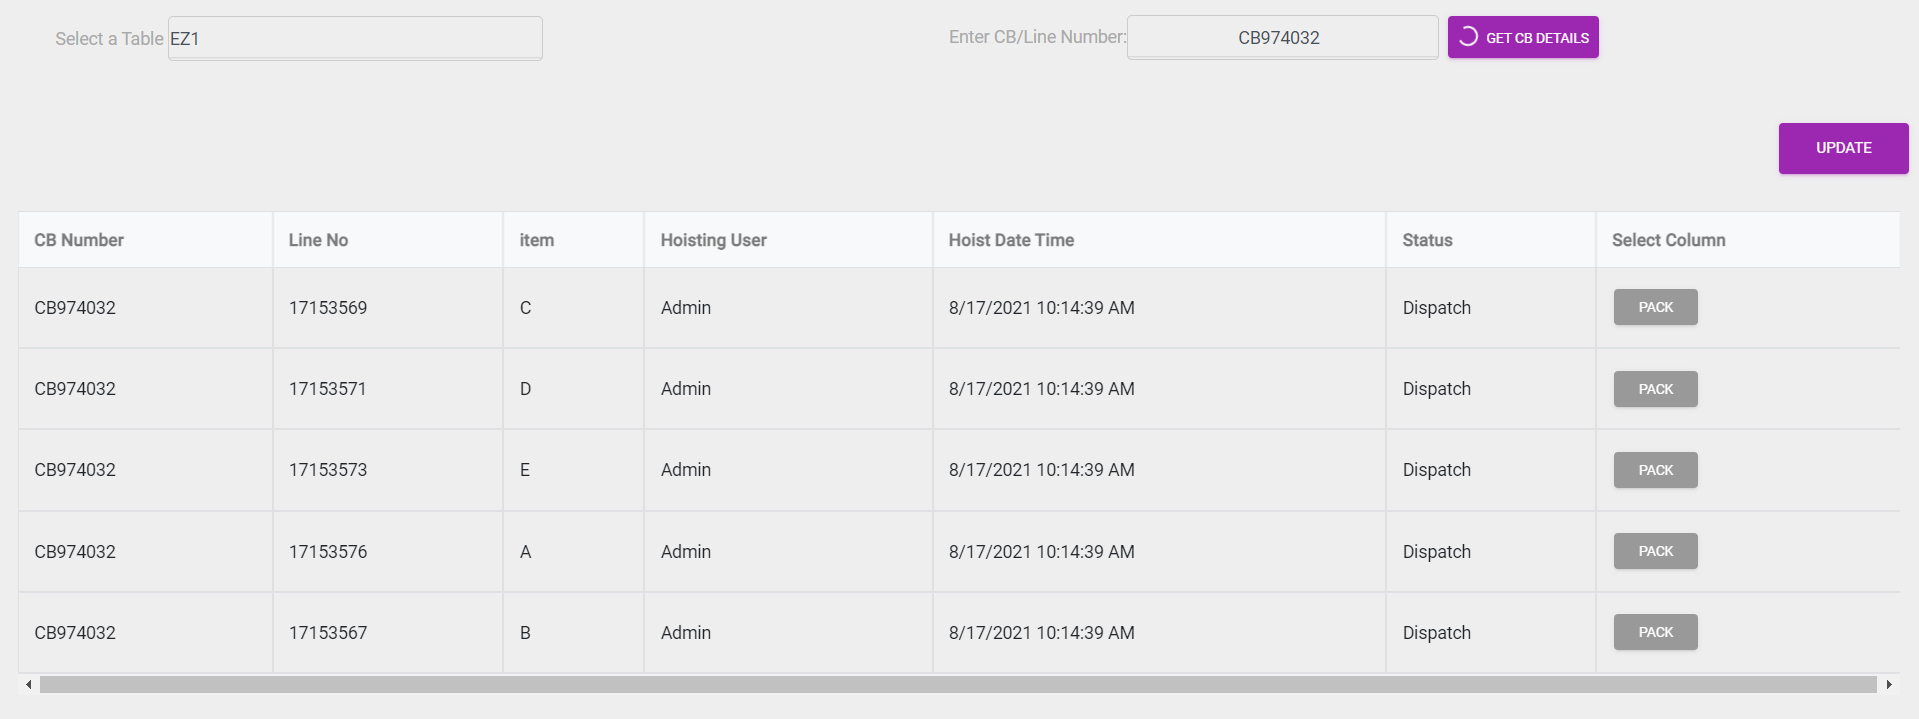 Select a Table EZ1
Enter CB/Line Number: CB974032 GET CB DETAILS
UPDATE
CB Number Line No item Hoisting User Hoist Date Time Status Select Column
CB974032 17153569 C Admin 8/17/2021 10:14:39 AM Dispatch PACK
CB974032 17153571 D Admin 8/17/2021 10:14:39 AM Dispatch PACK
CB974032 17153573 E Admin 8/17/2021 10:14:39 AM Dispatch PACK
CB974032 17153576 A Admin 8/17/2021 10:14:39 AM Dispatch PACK
CB974032 17153567 B Admin 8/17/2021 10:14:39 AM Dispatch PACK